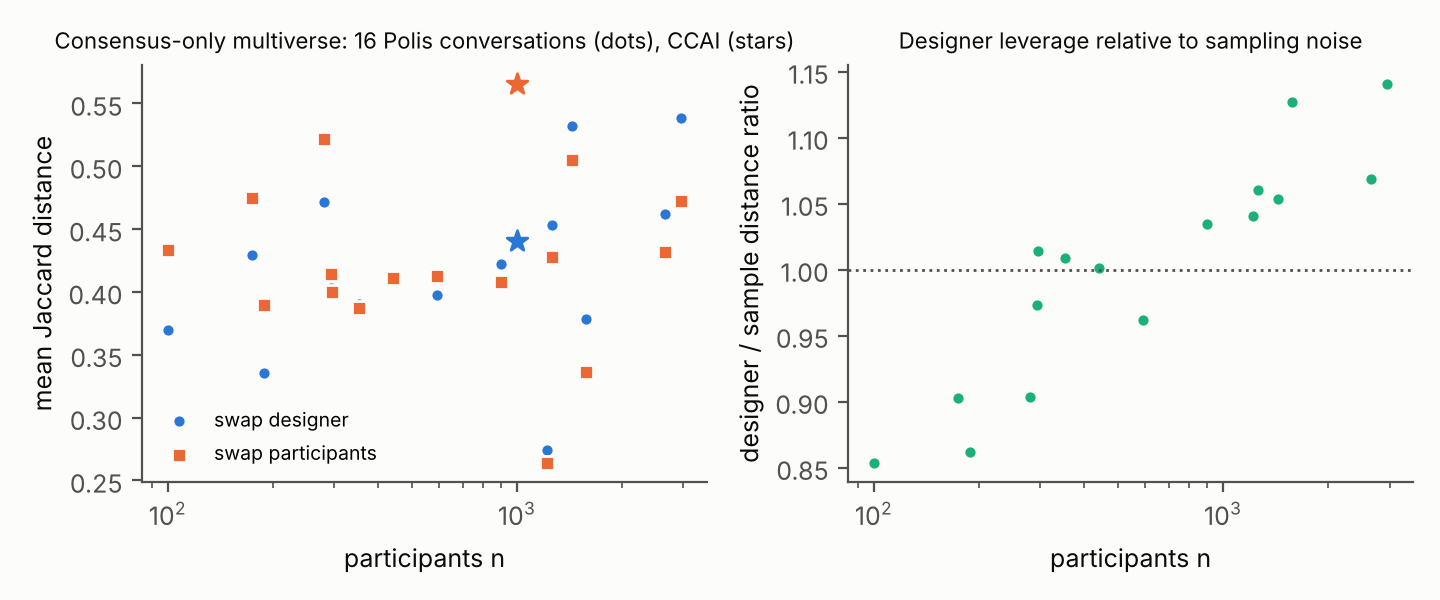 Consensus-only multiverse: 16 Polis conversations (dots), CCAI (stars)
mean Jaccard distance
0.55
0.50
0.45
0.40
0.35
0.30
0.25
swap designer
swap participants
10²
10³
participants n
Designer leverage relative to sampling noise
designer / sample distance ratio
1.15
1.10
1.05
1.00
0.95
0.90
0.85
10²
10³
participants n